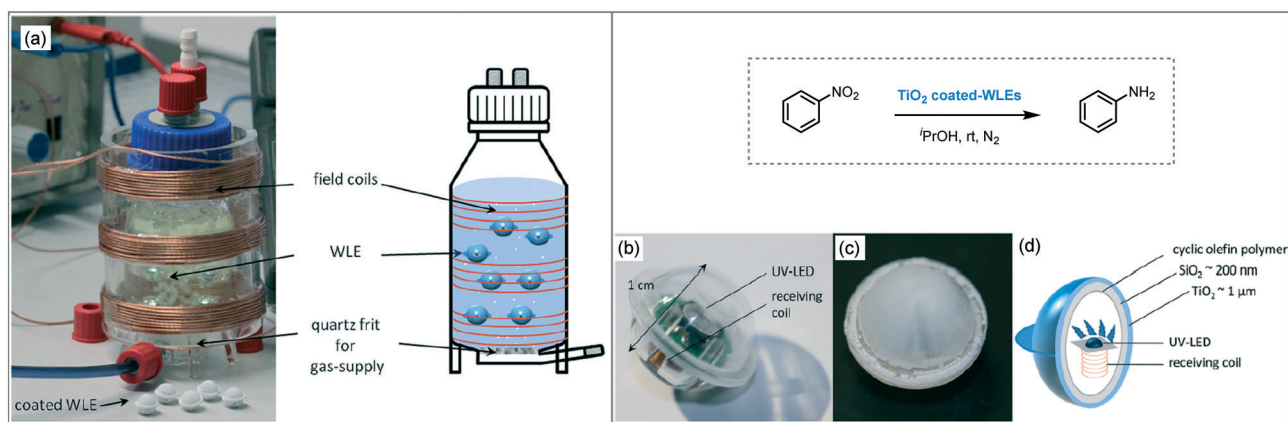 (a)
field coils
WLE
quartz frit
for
gas-supply
coated WLE
NO2
TiO2 coated-WLEs
iPrOH, rt, N2
NH2
(b)
1 cm
UV-LED
receiving
coil
(c)
(d)
cyclic olefin polymer
SiO2 ~ 200 nm
TiO2 ~ 1 µm
UV-LED
receiving coil